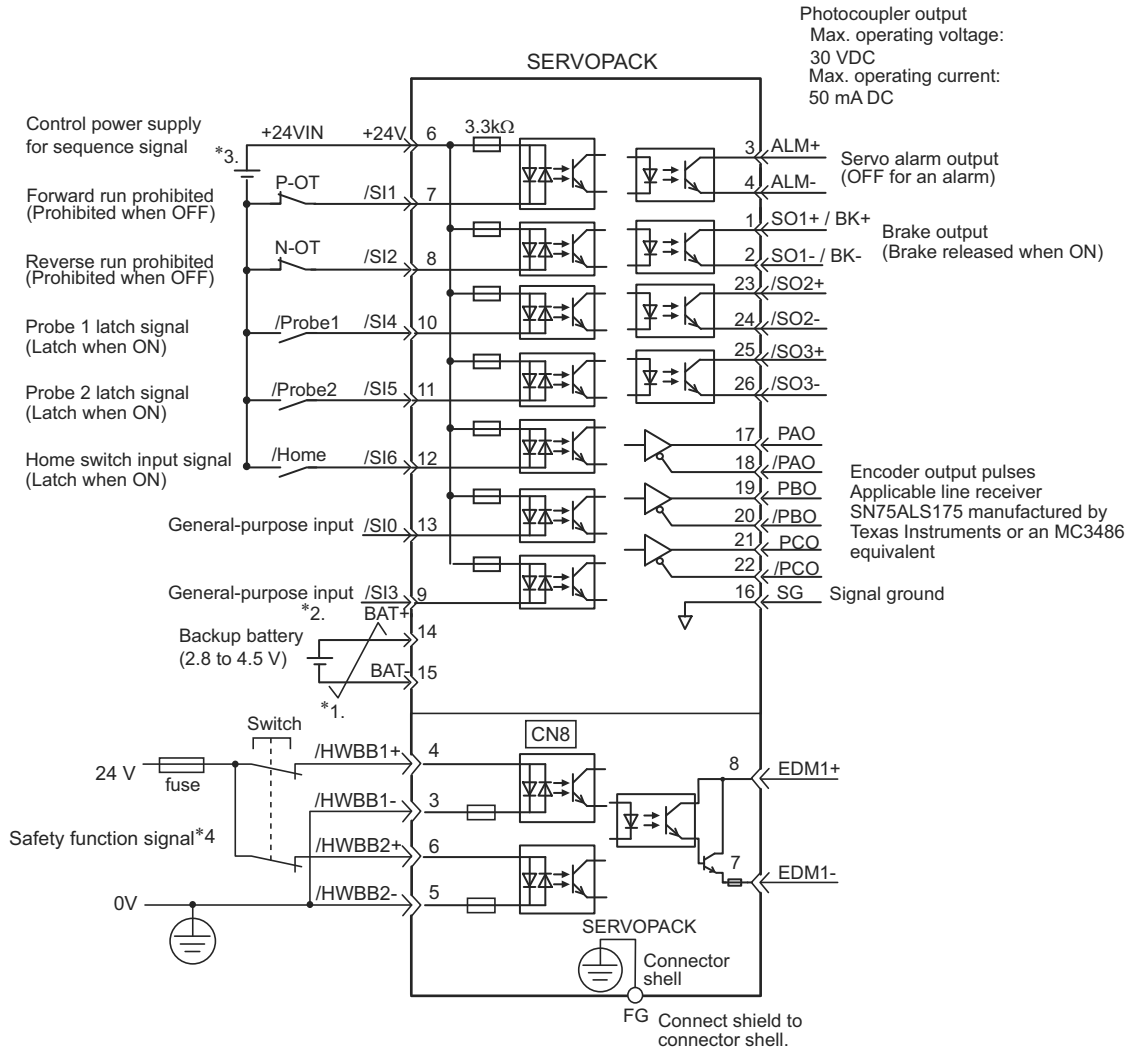 Photocoupler output
Max. operating voltage:
30 VDC
Max. operating current:
50 mA DC
SERVOPACK
Control power supply
for sequence signal
*3.
+24VIN
+24V
6
3.3kΩ
3
ALM+
4
ALM-
Servo alarm output
(OFF for an alarm)
Forward run prohibited
(Prohibited when OFF)
P-OT
/SI1
7
1
SO1+ / BK+
2
SO1- / BK-
Brake output
(Brake released when ON)
Reverse run prohibited
(Prohibited when OFF)
N-OT
/SI2
8
23
/SO2+
24
/SO2-
Probe 1 latch signal
(Latch when ON)
/Probe1
/SI4
10
25
/SO3+
26
/SO3-
Probe 2 latch signal
(Latch when ON)
/Probe2
/SI5
11
Home switch input signal
(Latch when ON)
/Home
/SI6
12
17
PAO
18
/PAO
19
PBO
20
/PBO
21
PCO
22
/PCO
Encoder output pulses
Applicable line receiver
SN75ALS175 manufactured by
Texas Instruments or an MC3486
equivalent
General-purpose input
/SI0
13
16
SG
Signal ground
General-purpose input
/SI3
9
*2.
BAT+
14
Backup battery
(2.8 to 4.5 V)
BAT-
15
*1.
Switch
CN8
24 V
fuse
/HWBB1+
4
/HWBB1-
3
Safety function signal*4
/HWBB2+
6
/HWBB2-
5
0V
8
EDM1+
7
EDM1-
SERVOPACK
Connector
shell
FG
Connect shield to
connector shell.